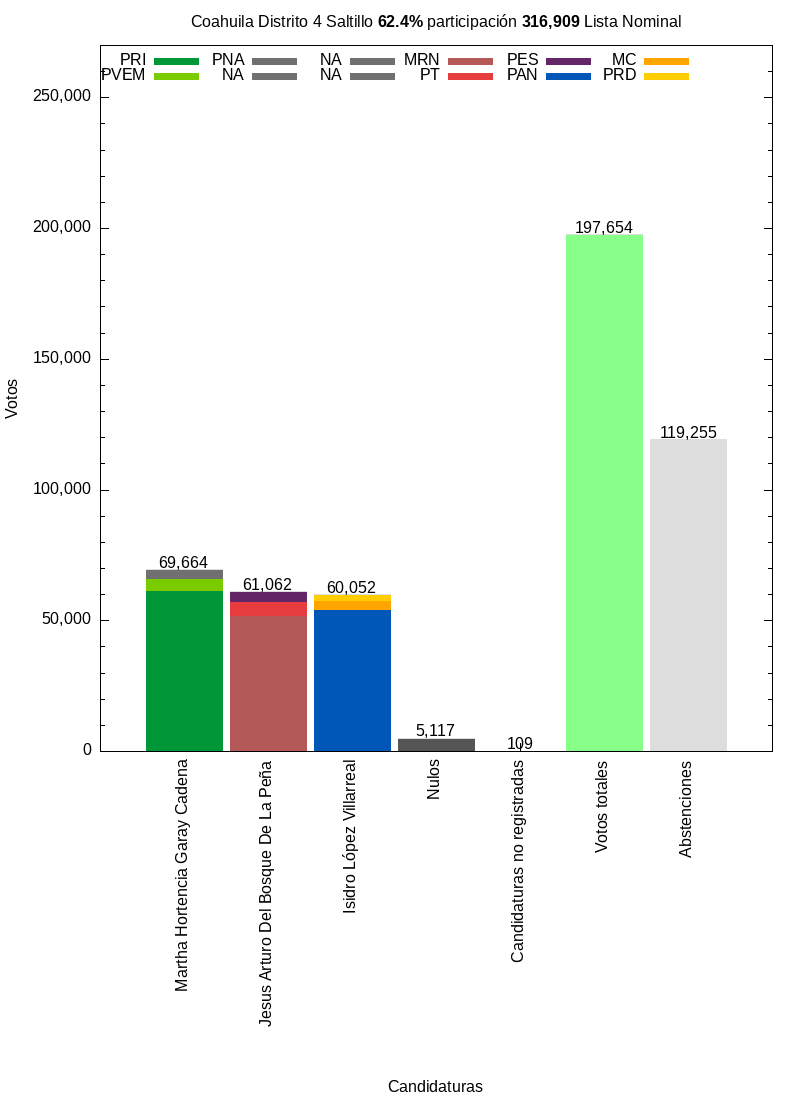 Coahuila Distrito 4 Saltillo 62.4% participación 316,909 Lista Nominal
PRI PNA NA MRN PES MC
PVEM NA NA PT PAN PRD
250,000
200,000
150,000
100,000
50,000
0
Votos
69,664
61,062
60,052
5,117
109
197,654
119,255
Martha Hortencia Garay Cadena
Jesus Arturo Del Bosque De La Peña
Isidro López Villarreal
Nulos
Candidaturas no registradas
Votos totales
Abstenciones
Candidaturas